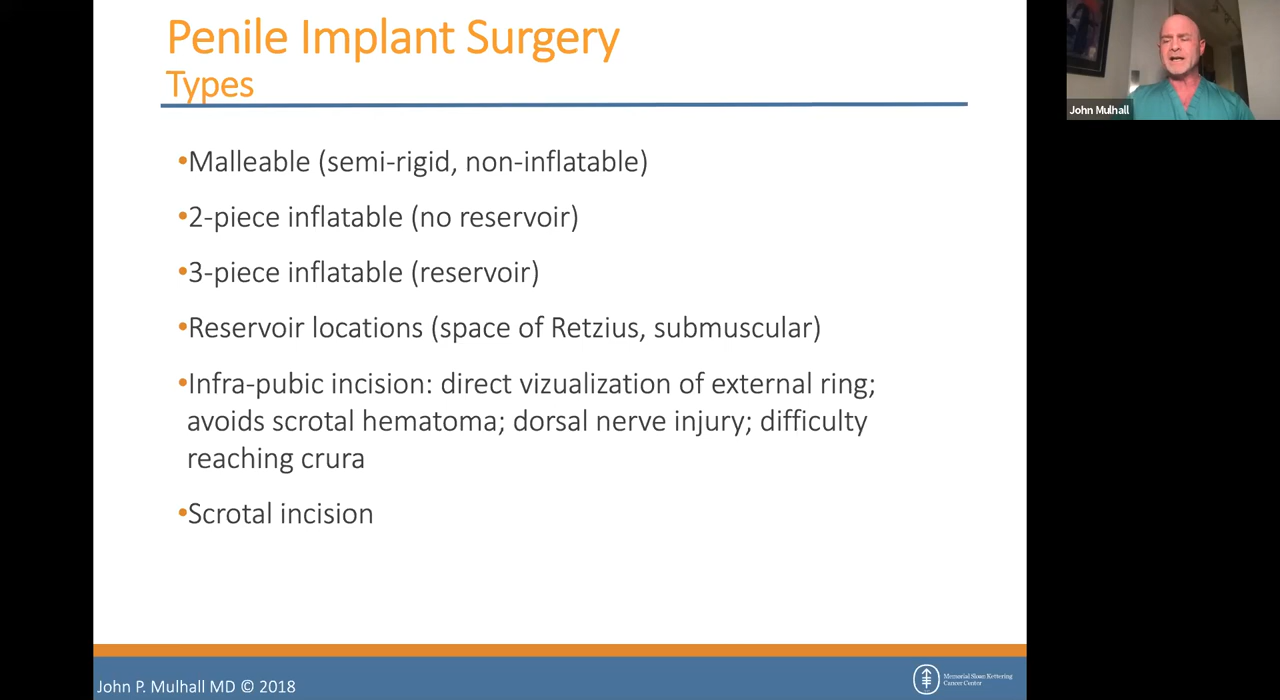 Penile Implant Surgery
Types
•Malleable (semi-rigid, non-inflatable)
•2-piece inflatable (no reservoir)
•3-piece inflatable (reservoir)
•Reservoir locations (space of Retzius, submuscular)
•Infra-pubic incision: direct vizualization of external ring;
avoids scrotal hematoma; dorsal nerve injury; difficulty
reaching crura
•Scrotal incision
John P. Mulhall MD © 2018
Memorial Sloan Kettering
Cancer Center
John Mulhall